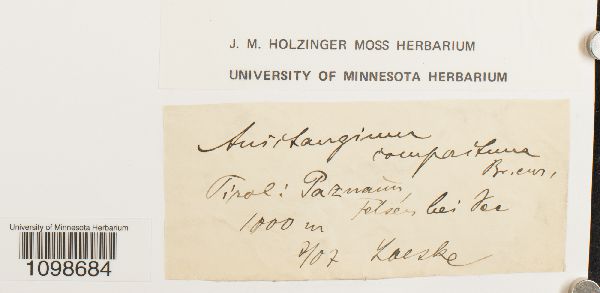 J. M. HOLZINGER MOSS HERBARIUM
UNIVERSITY OF MINNESOTA HERBARIUM
Anictangium
compactum
Brid.,
Tirol: Paznaun,
Felsen bei See
1000 m
7/07 Loeske
University of Minnesota Herbarium
1098684